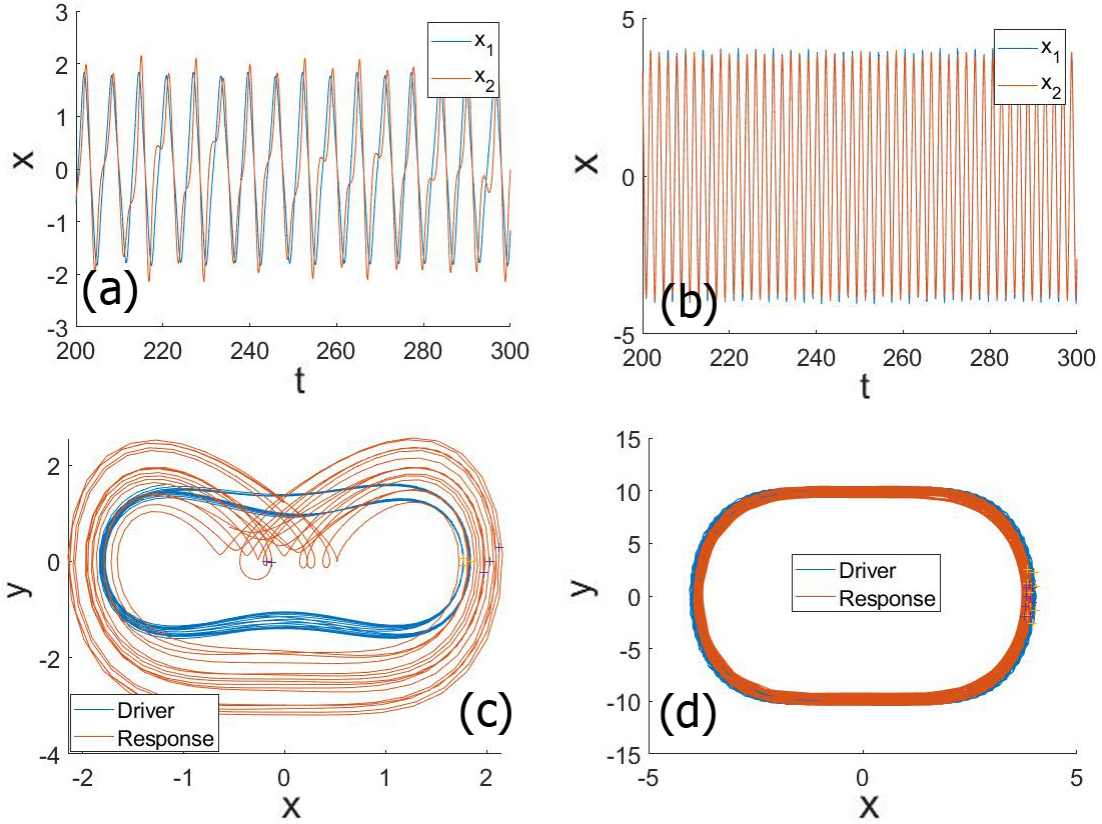 3
2
1
0
-1
-2
-3
x
x1
x2
(a)
200 220 240 260 280 300
t
5
0
-5
x
x1
x2
(b)
200 220 240 260 280 300
t
2
0
-2
-4
y
Driver
Response
(c)
-2 -1 0 1 2
x
15
10
5
0
-5
-10
-15
y
Driver
Response
(d)
-5 0 5
x